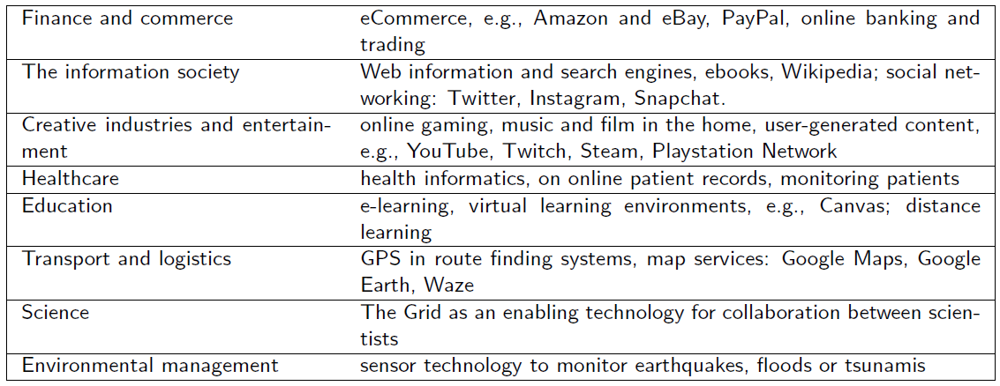 Finance and commerce eCommerce, e.g., Amazon and eBay, PayPal, online banking and
trading
The information society Web information and search engines, ebooks, Wikipedia; social net-
working: Twitter, Instagram, Snapchat.
Creative industries and entertain- online gaming, music and film in the home, user-generated content,
ment e.g., YouTube, Twitch, Steam, Playstation Network
Healthcare health informatics, on online patient records, monitoring patients
Education e-learning, virtual learning environments, e.g., Canvas; distance
learning
Transport and logistics GPS in route finding systems, map services: Google Maps, Google
Earth, Waze
Science The Grid as an enabling technology for collaboration between scien-
tists
Environmental management sensor technology to monitor earthquakes, floods or tsunamis